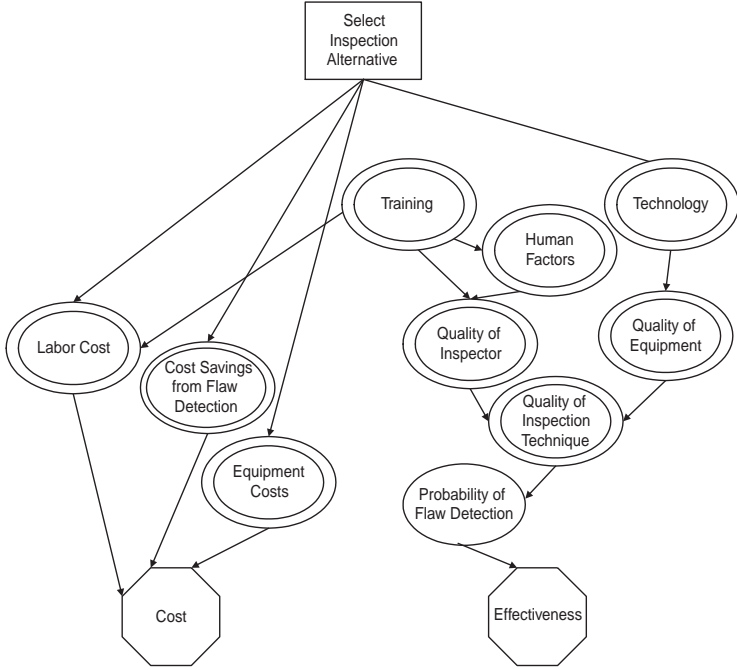 Select
Inspection
Alternative
Training
Technology
Human
Factors
Labor Cost
Quality of
Inspector
Quality of
Equipment
Cost Savings
from Flaw
Detection
Quality of
Inspection
Technique
Equipment
Costs
Probability of
Flaw Detection
Cost
Effectiveness